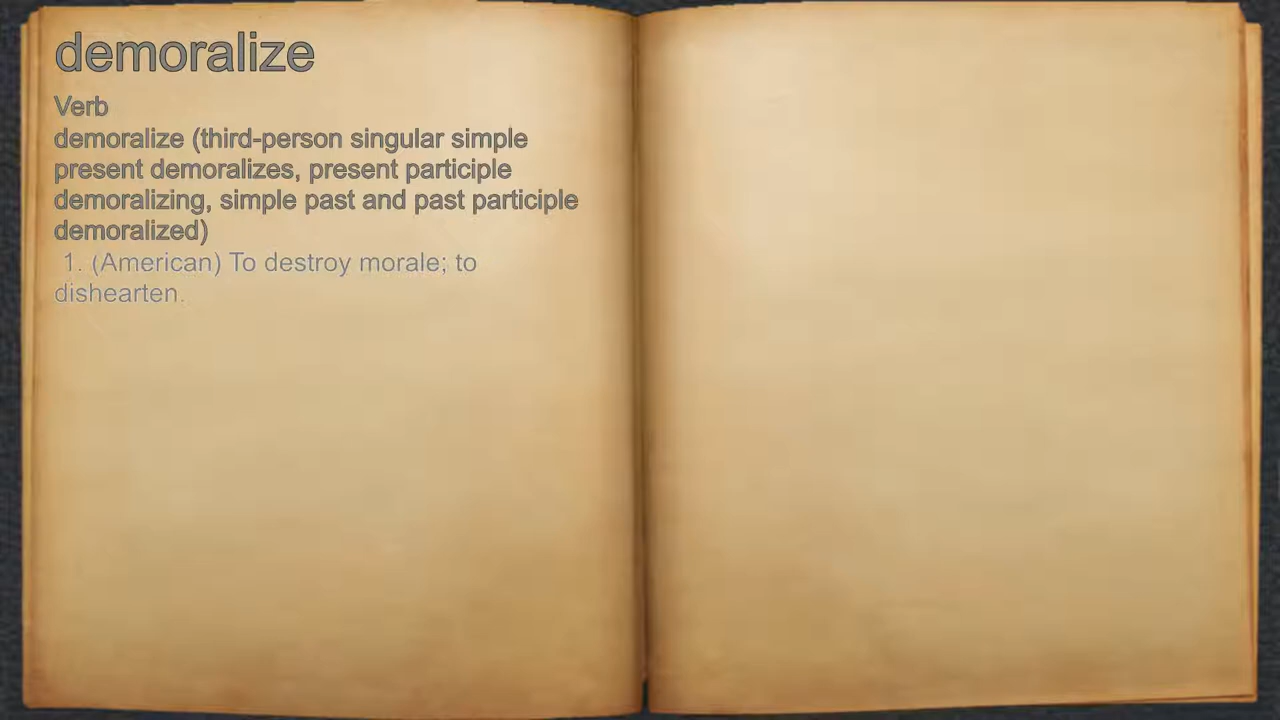 demoralize
Verb
demoralize (third-person singular simple
present demoralizes, present participle
demoralizing, simple past and past participle
demoralized)
1. (American) To destroy morale; to
dishearten.